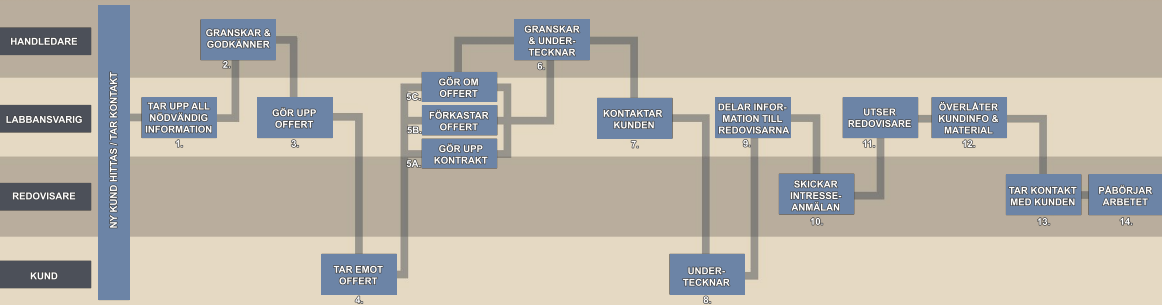 HANDLEDARE
LABBANSVARIG
REDOVISARE
KUND
NY KUND HITTAS / TAR KONTAKT
TAR UPP ALL
NÖDVÄNDIG
INFORMATION
1.
GRANSKAR &
GODKÄNNER
2.
GÖR UPP
OFFERT
3.
TAR EMOT
OFFERT
4.
GÖR OM
OFFERT
5C.
FÖRKASTAR
OFFERT
5B.
GÖR UPP
KONTRAKT
5A.
GRANSKAR
& UNDER-
TECKNAR
6.
KONTAKTAR
KUNDEN
7.
UNDER-
TECKNAR
8.
DELAR INFOR-
MATION TILL
REDOVISARNA
9.
SKICKAR
INTRESSE-
ANMÄLAN
10.
UTSER
REDOVISARE
11.
ÖVERLÅTER
KUNDINFO &
MATERIAL
12.
TAR KONTAKT
MED KUNDEN
13.
PÅBÖRJAR
ARBETET
14.